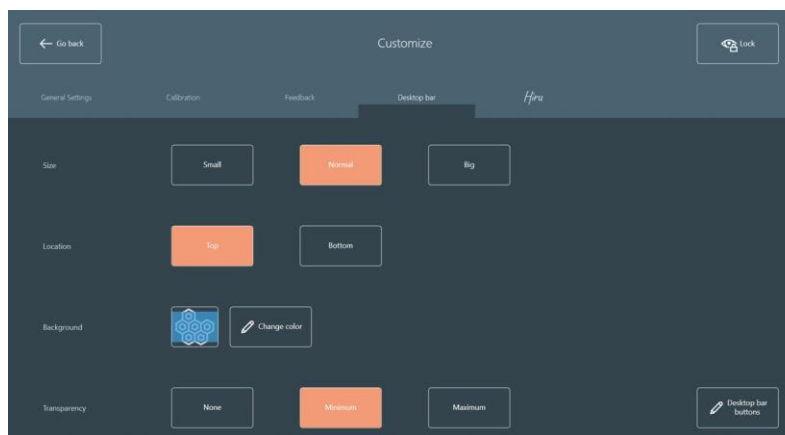 Go back
Customize
Lock
General Settings
Calibration
Feedback
Desktop bar
Hiru
Size
Small
Normal
Big
Location
Top
Bottom
Background
Change color
Transparency
None
Minimum
Maximum
Desktop bar
buttons